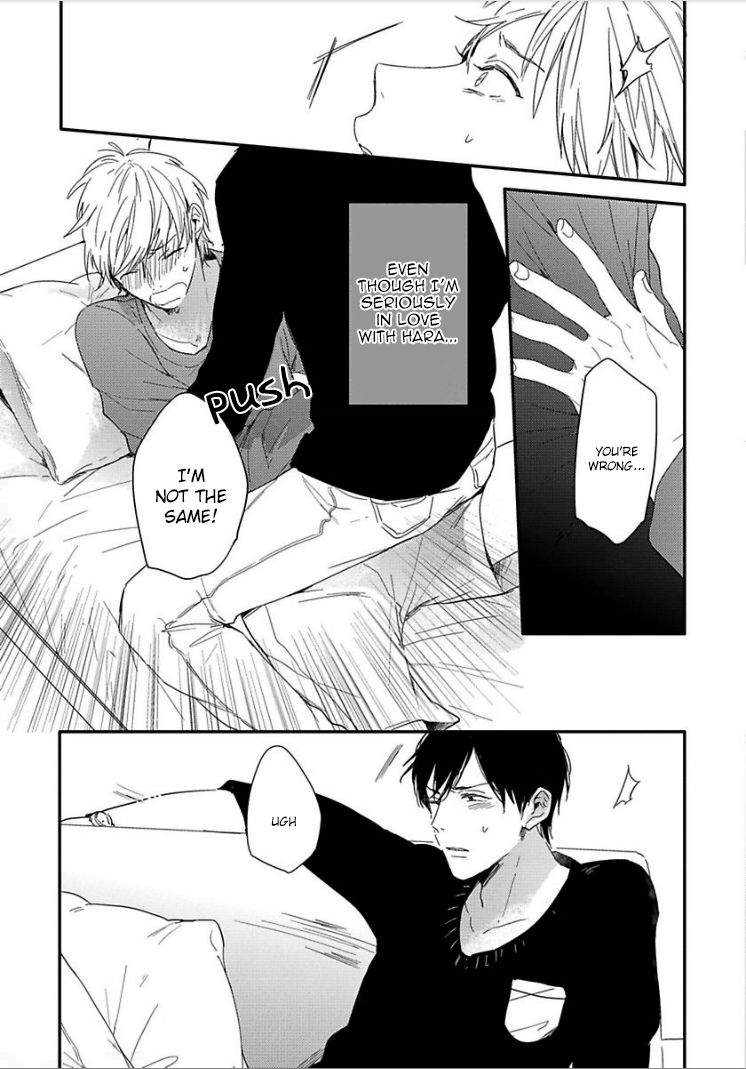 YOU'RE
WRONG...
EVEN
THOUGH I'M
SERIOUSLY
IN LOVE
WITH HARA...
PUSH
I'M
NOT THE
SAME!
UGH